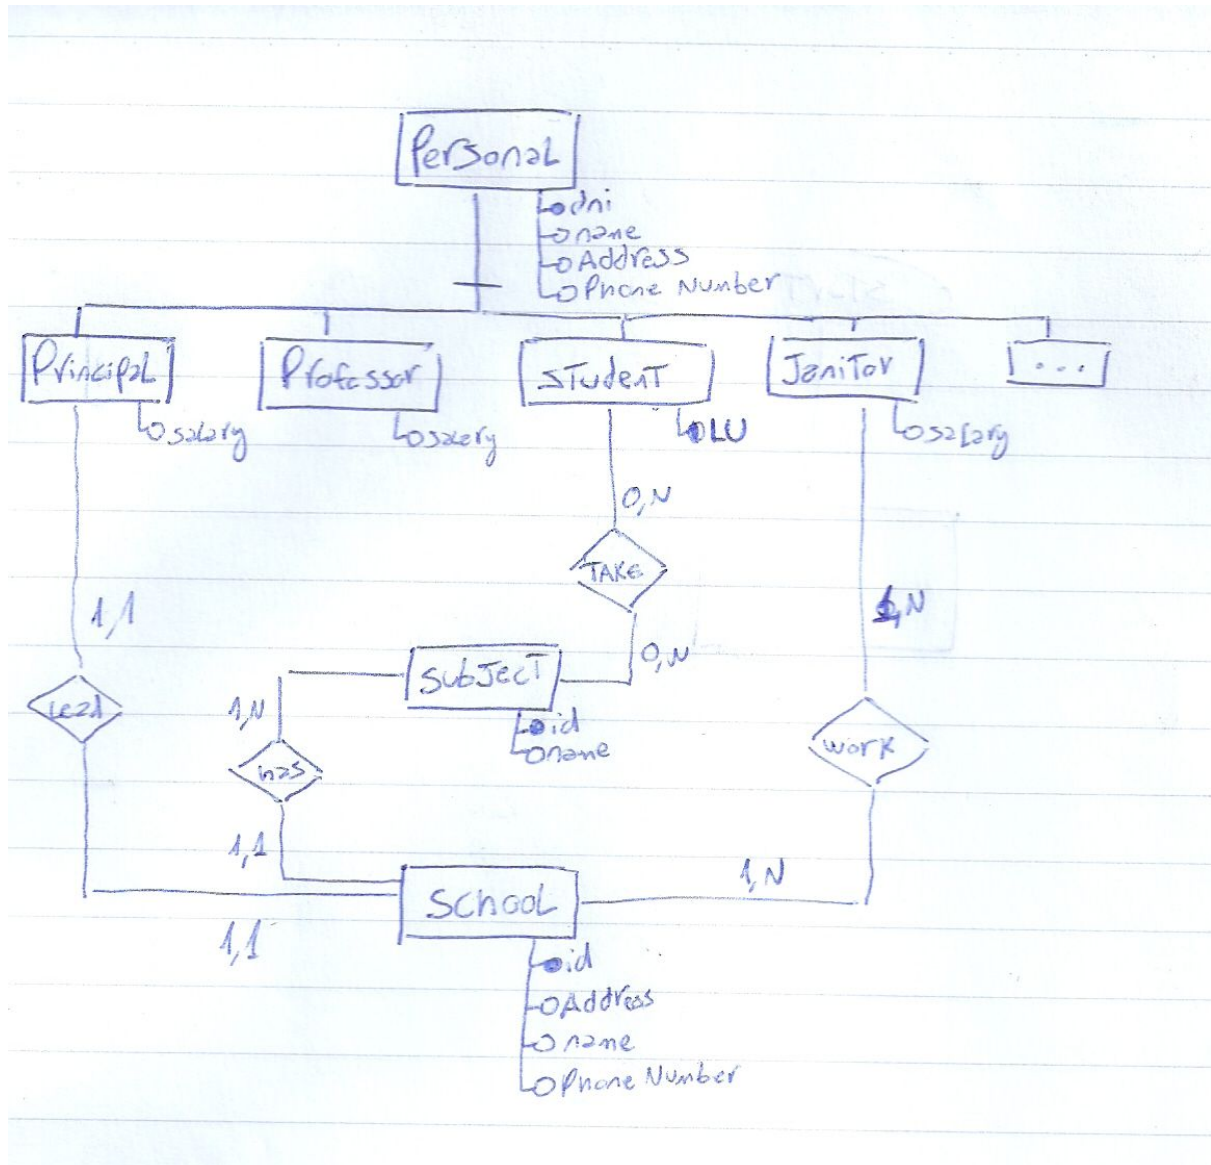 Personal
dni
name
Address
Phone Number
Principal
Professor
Student
Janitor
...
salary
salary
LU
salary
0,N
TAKE
1,1
1,N
0,N
Subject
lead
1,N
id
name
has
work
1,1
1,N
School
1,1
id
Address
name
Phone Number